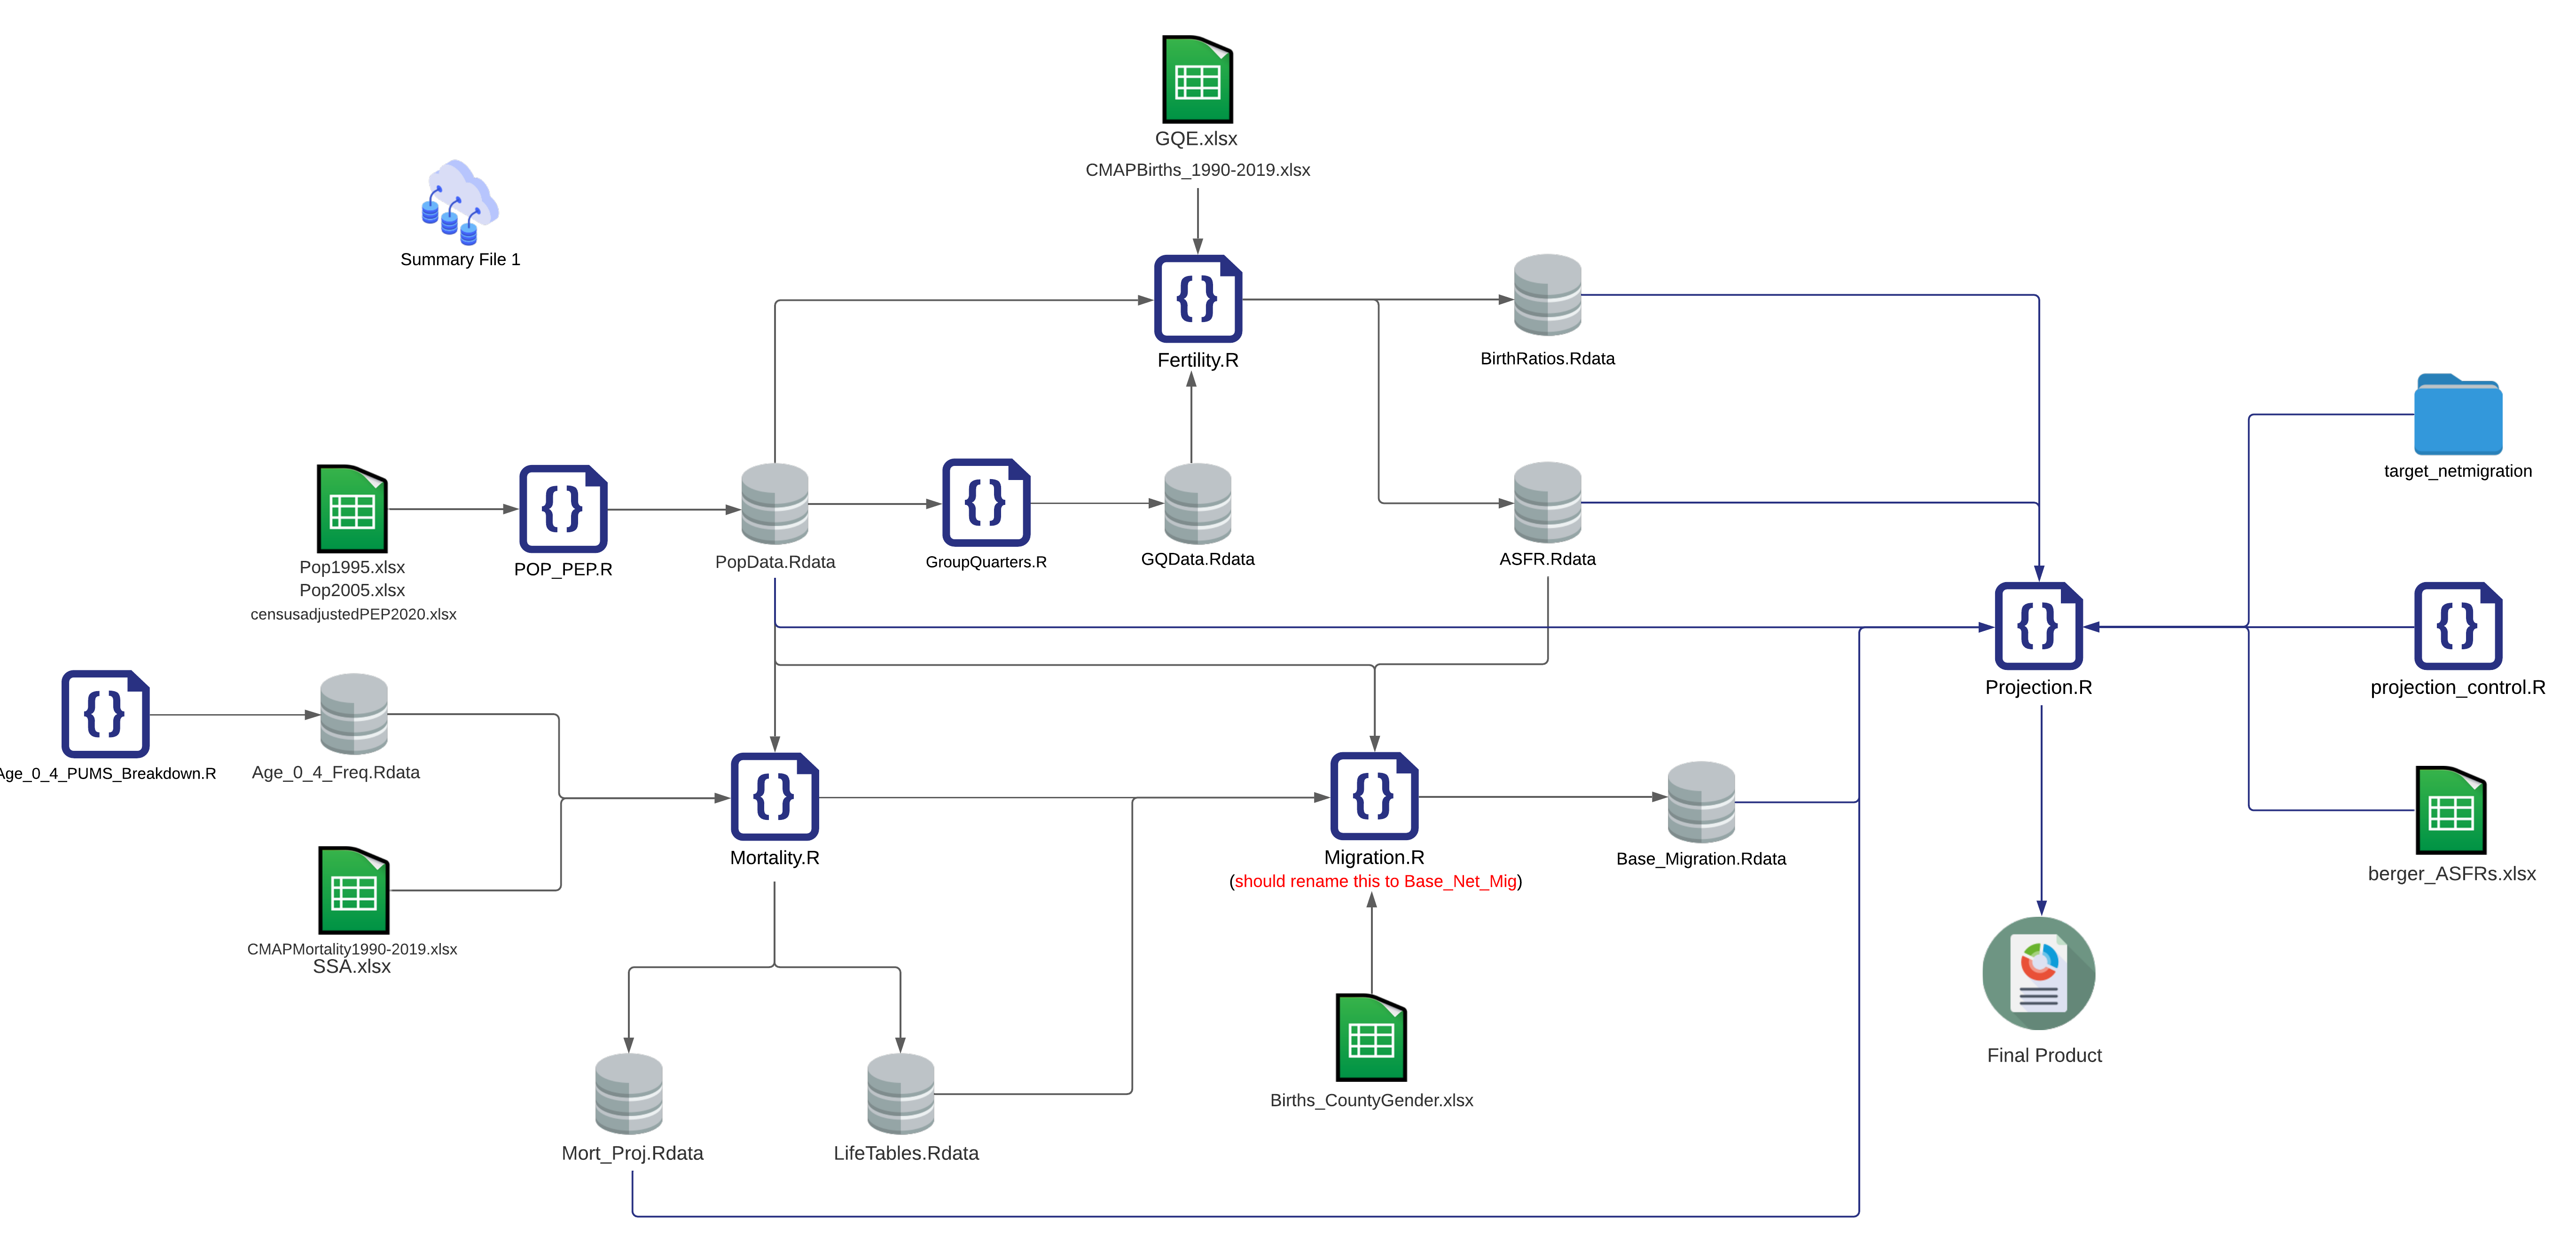 GQE.xlsx
CMAPBirths_1990-2019.xlsx
Summary File 1
Fertility.R
BirthRatios.Rdata
target_netmigration
Pop1995.xlsx
Pop2005.xlsx
censusadjustedPEP2020.xlsx
POP_PEP.R
PopData.Rdata
GroupQuarters.R
GQData.Rdata
ASFR.Rdata
Projection.R
projection_control.R
Age_0_4_PUMS_Breakdown.R
Age_0_4_Freq.Rdata
Mortality.R
Migration.R
(should rename this to Base_Net_Mig)
Base_Migration.Rdata
berger_ASFRs.xlsx
CMAPMortality1990-2019.xlsx
SSA.xlsx
Final Product
Births_CountyGender.xlsx
Mort_Proj.Rdata
LifeTables.Rdata